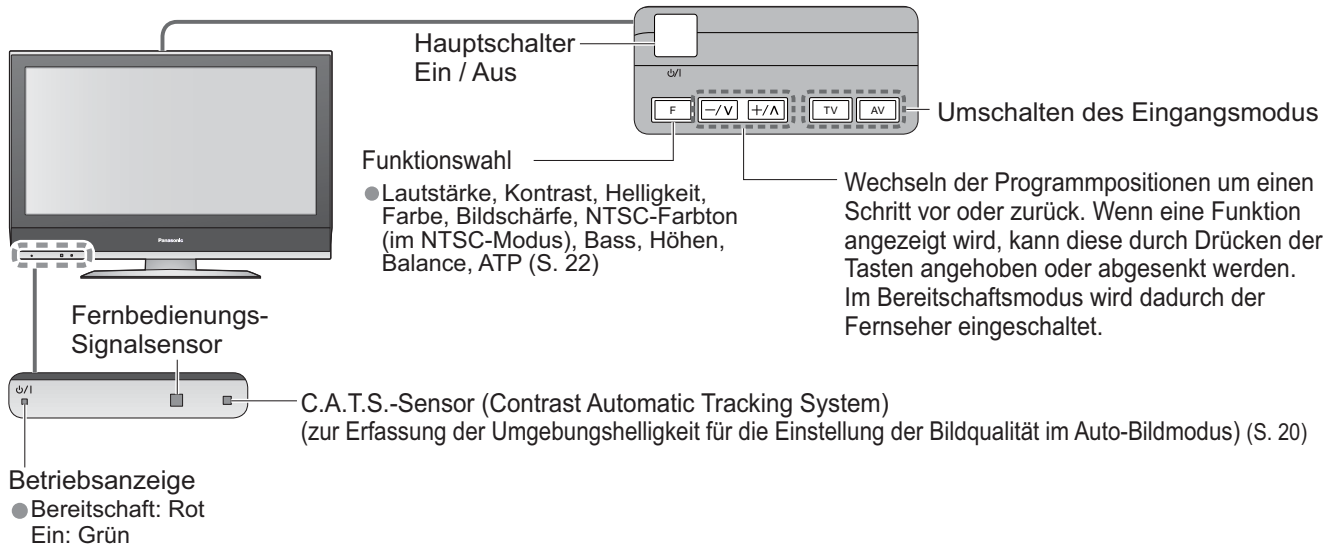 Hauptschalter
Ein / Aus
⏻/I
F
−/∨
+/∧
TV
AV
Umschalten des Eingangsmodus
Funktionswahl
● Lautstärke, Kontrast, Helligkeit,
Farbe, Bildschärfe, NTSC-Farbton
(im NTSC-Modus), Bass, Höhen,
Balance, ATP (S. 22)
Wechseln der Programmpositionen um einen
Schritt vor oder zurück. Wenn eine Funktion
angezeigt wird, kann diese durch Drücken der
Tasten angehoben oder abgesenkt werden.
Im Bereitschaftsmodus wird dadurch der
Fernseher eingeschaltet.
Panasonic
Fernbedienungs-
Signalsensor
⏻/I
C.A.T.S.-Sensor (Contrast Automatic Tracking System)
(zur Erfassung der Umgebungshelligkeit für die Einstellung der Bildqualität im Auto-Bildmodus) (S. 20)
Betriebsanzeige
● Bereitschaft: Rot
Ein: Grün